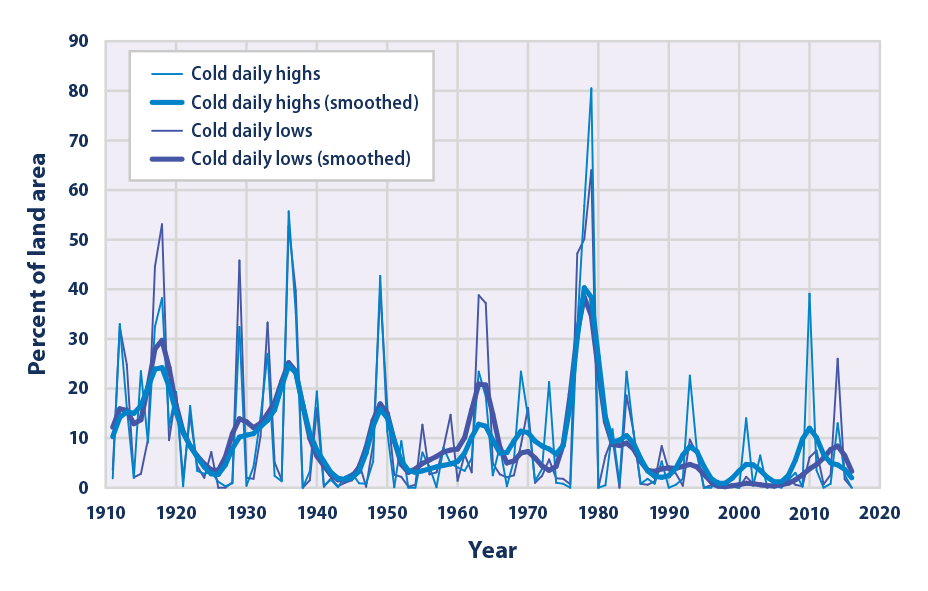 90
80
70
60
50
40
30
20
10
0
Percent of land area
Cold daily highs
Cold daily highs (smoothed)
Cold daily lows
Cold daily lows (smoothed)
1910 1920 1930 1940 1950 1960 1970 1980 1990 2000 2010 2020
Year